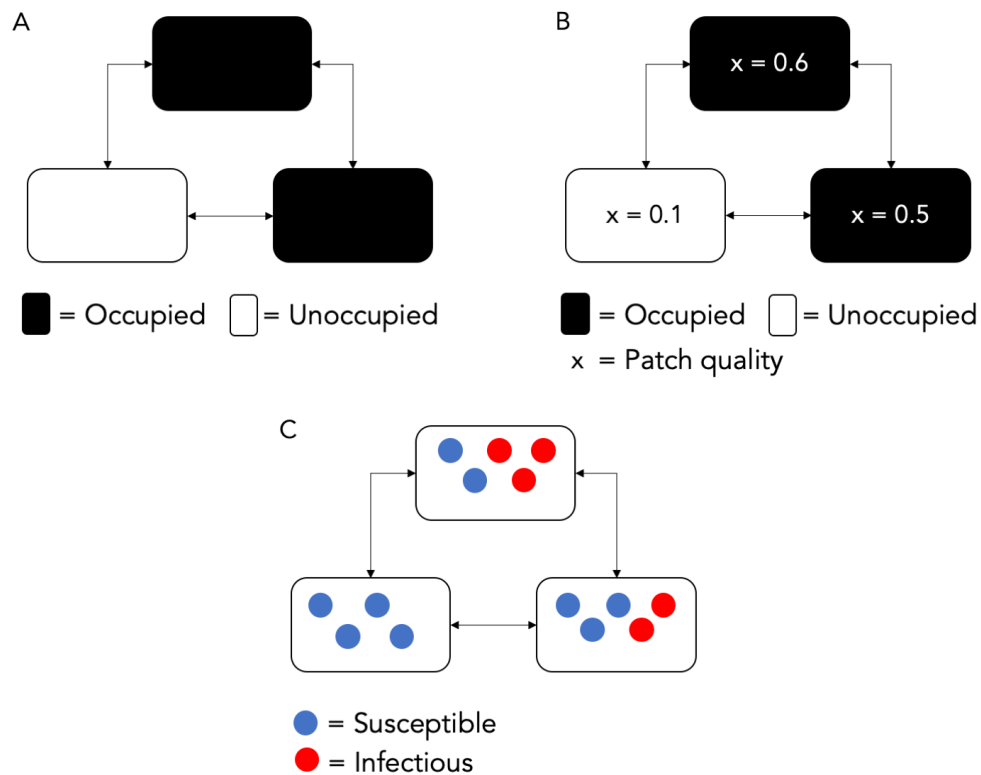 A
B
x = 0.6
x = 0.1
x = 0.5
= Occupied
= Unoccupied
= Occupied
= Unoccupied
x = Patch quality
C
= Susceptible
= Infectious